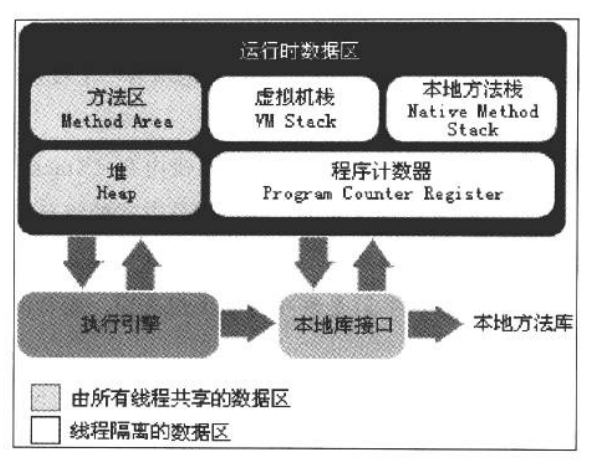 运行时数据区
方法区
Method Area
虚拟机栈
VM Stack
本地方法栈
Native Method
Stack
堆
Heap
程序计数器
Program Counter Register
执行引擎
本地库接口
本地方法库
由所有线程共享的数据区
线程隔离的数据区